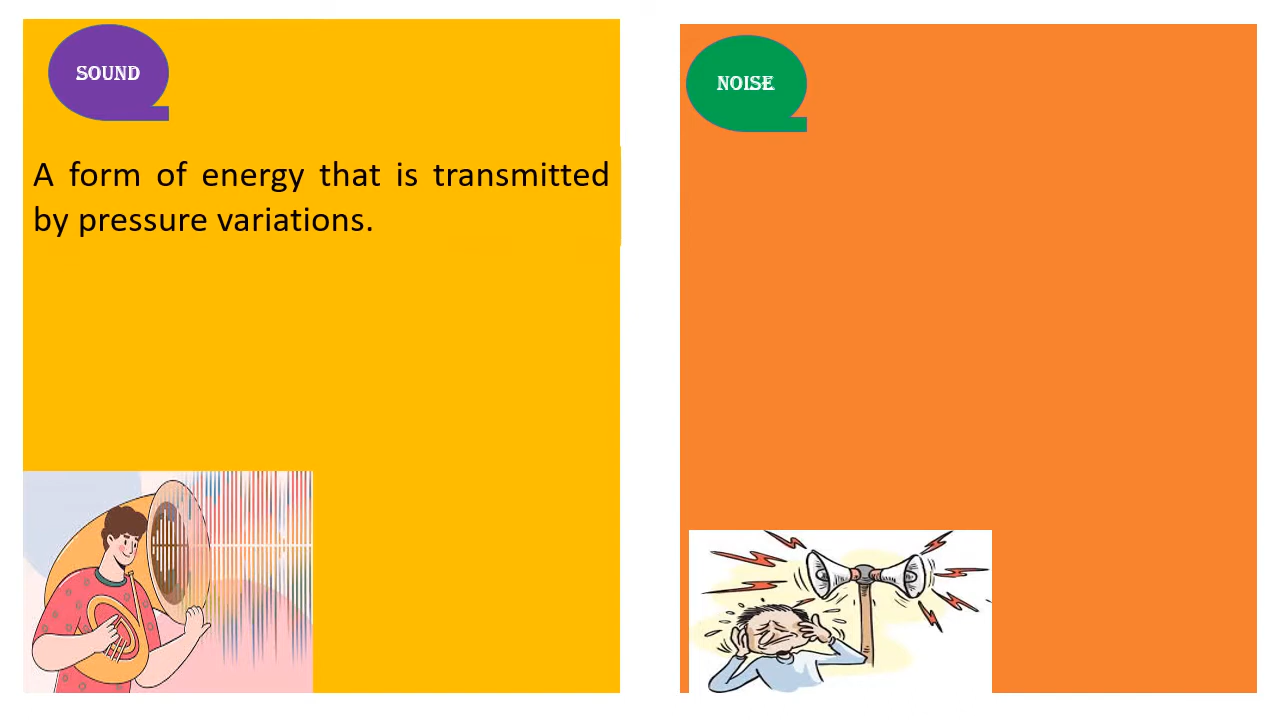 SOUND
A form of energy that is transmitted
by pressure variations.
NOISE